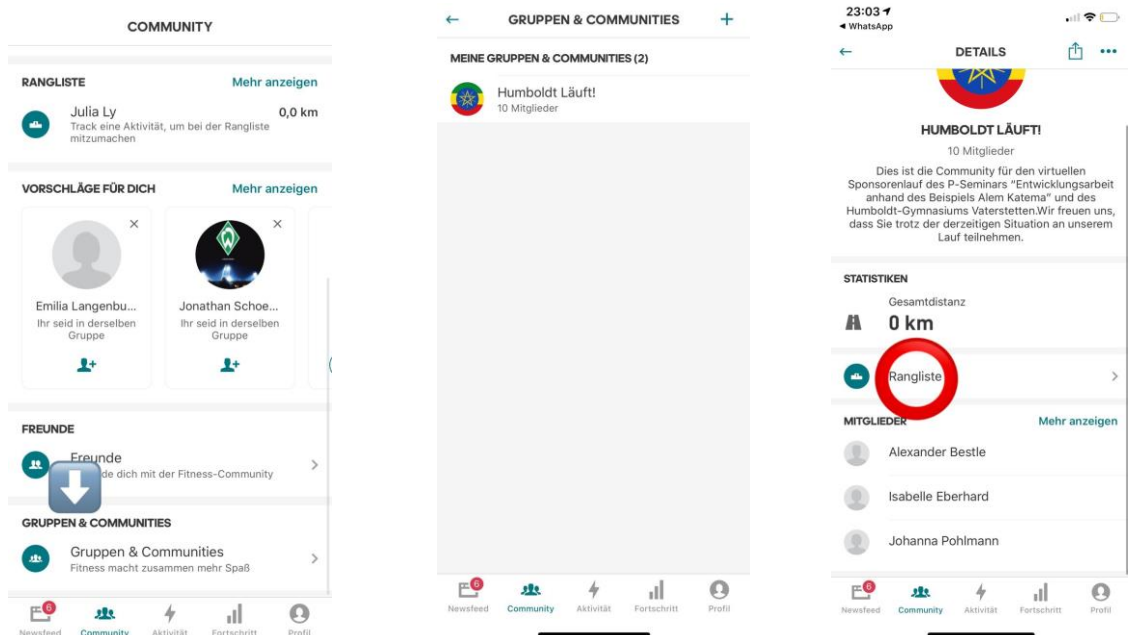 COMMUNITY
RANGLISTE Mehr anzeigen
Julia Ly 0,0 km
Track eine Aktivität, um bei der Rangliste
mitzumachen
VORSCHLÄGE FÜR DICH Mehr anzeigen
Emilia Langenbu... Jonathan Schoe...
Ihr seid in derselben Ihr seid in derselben
Gruppe Gruppe
FREUNDE
Freunde
de dich mit der Fitness-Community
GRUPPEN & COMMUNITIES
Gruppen & Communities
Fitness macht zusammen mehr Spaß
6
Newsfeed Community Aktivität Fortschritt Profil
GRUPPEN & COMMUNITIES
MEINE GRUPPEN & COMMUNITIES (2)
Humboldt Läuft!
10 Mitglieder
6
Newsfeed Community Aktivität Fortschritt Profil
23:03
WhatsApp
DETAILS
HUMBOLDT LÄUFT!
10 Mitglieder
Dies ist die Community für den virtuellen
Sponsorenlauf des P-Seminars "Entwicklungsarbeit
anhand des Beispiels Alem Katema" und des
Humboldt-Gymnasiums Vaterstetten.Wir freuen uns,
dass Sie trotz der derzeitigen Situation an unserem
Lauf teilnehmen.
STATISTIKEN
Gesamtdistanz
0 km
Rangliste
MITGLIEDER Mehr anzeigen
Alexander Bestle
Isabelle Eberhard
Johanna Pohlmann
6
Newsfeed Community Aktivität Fortschritt Profil